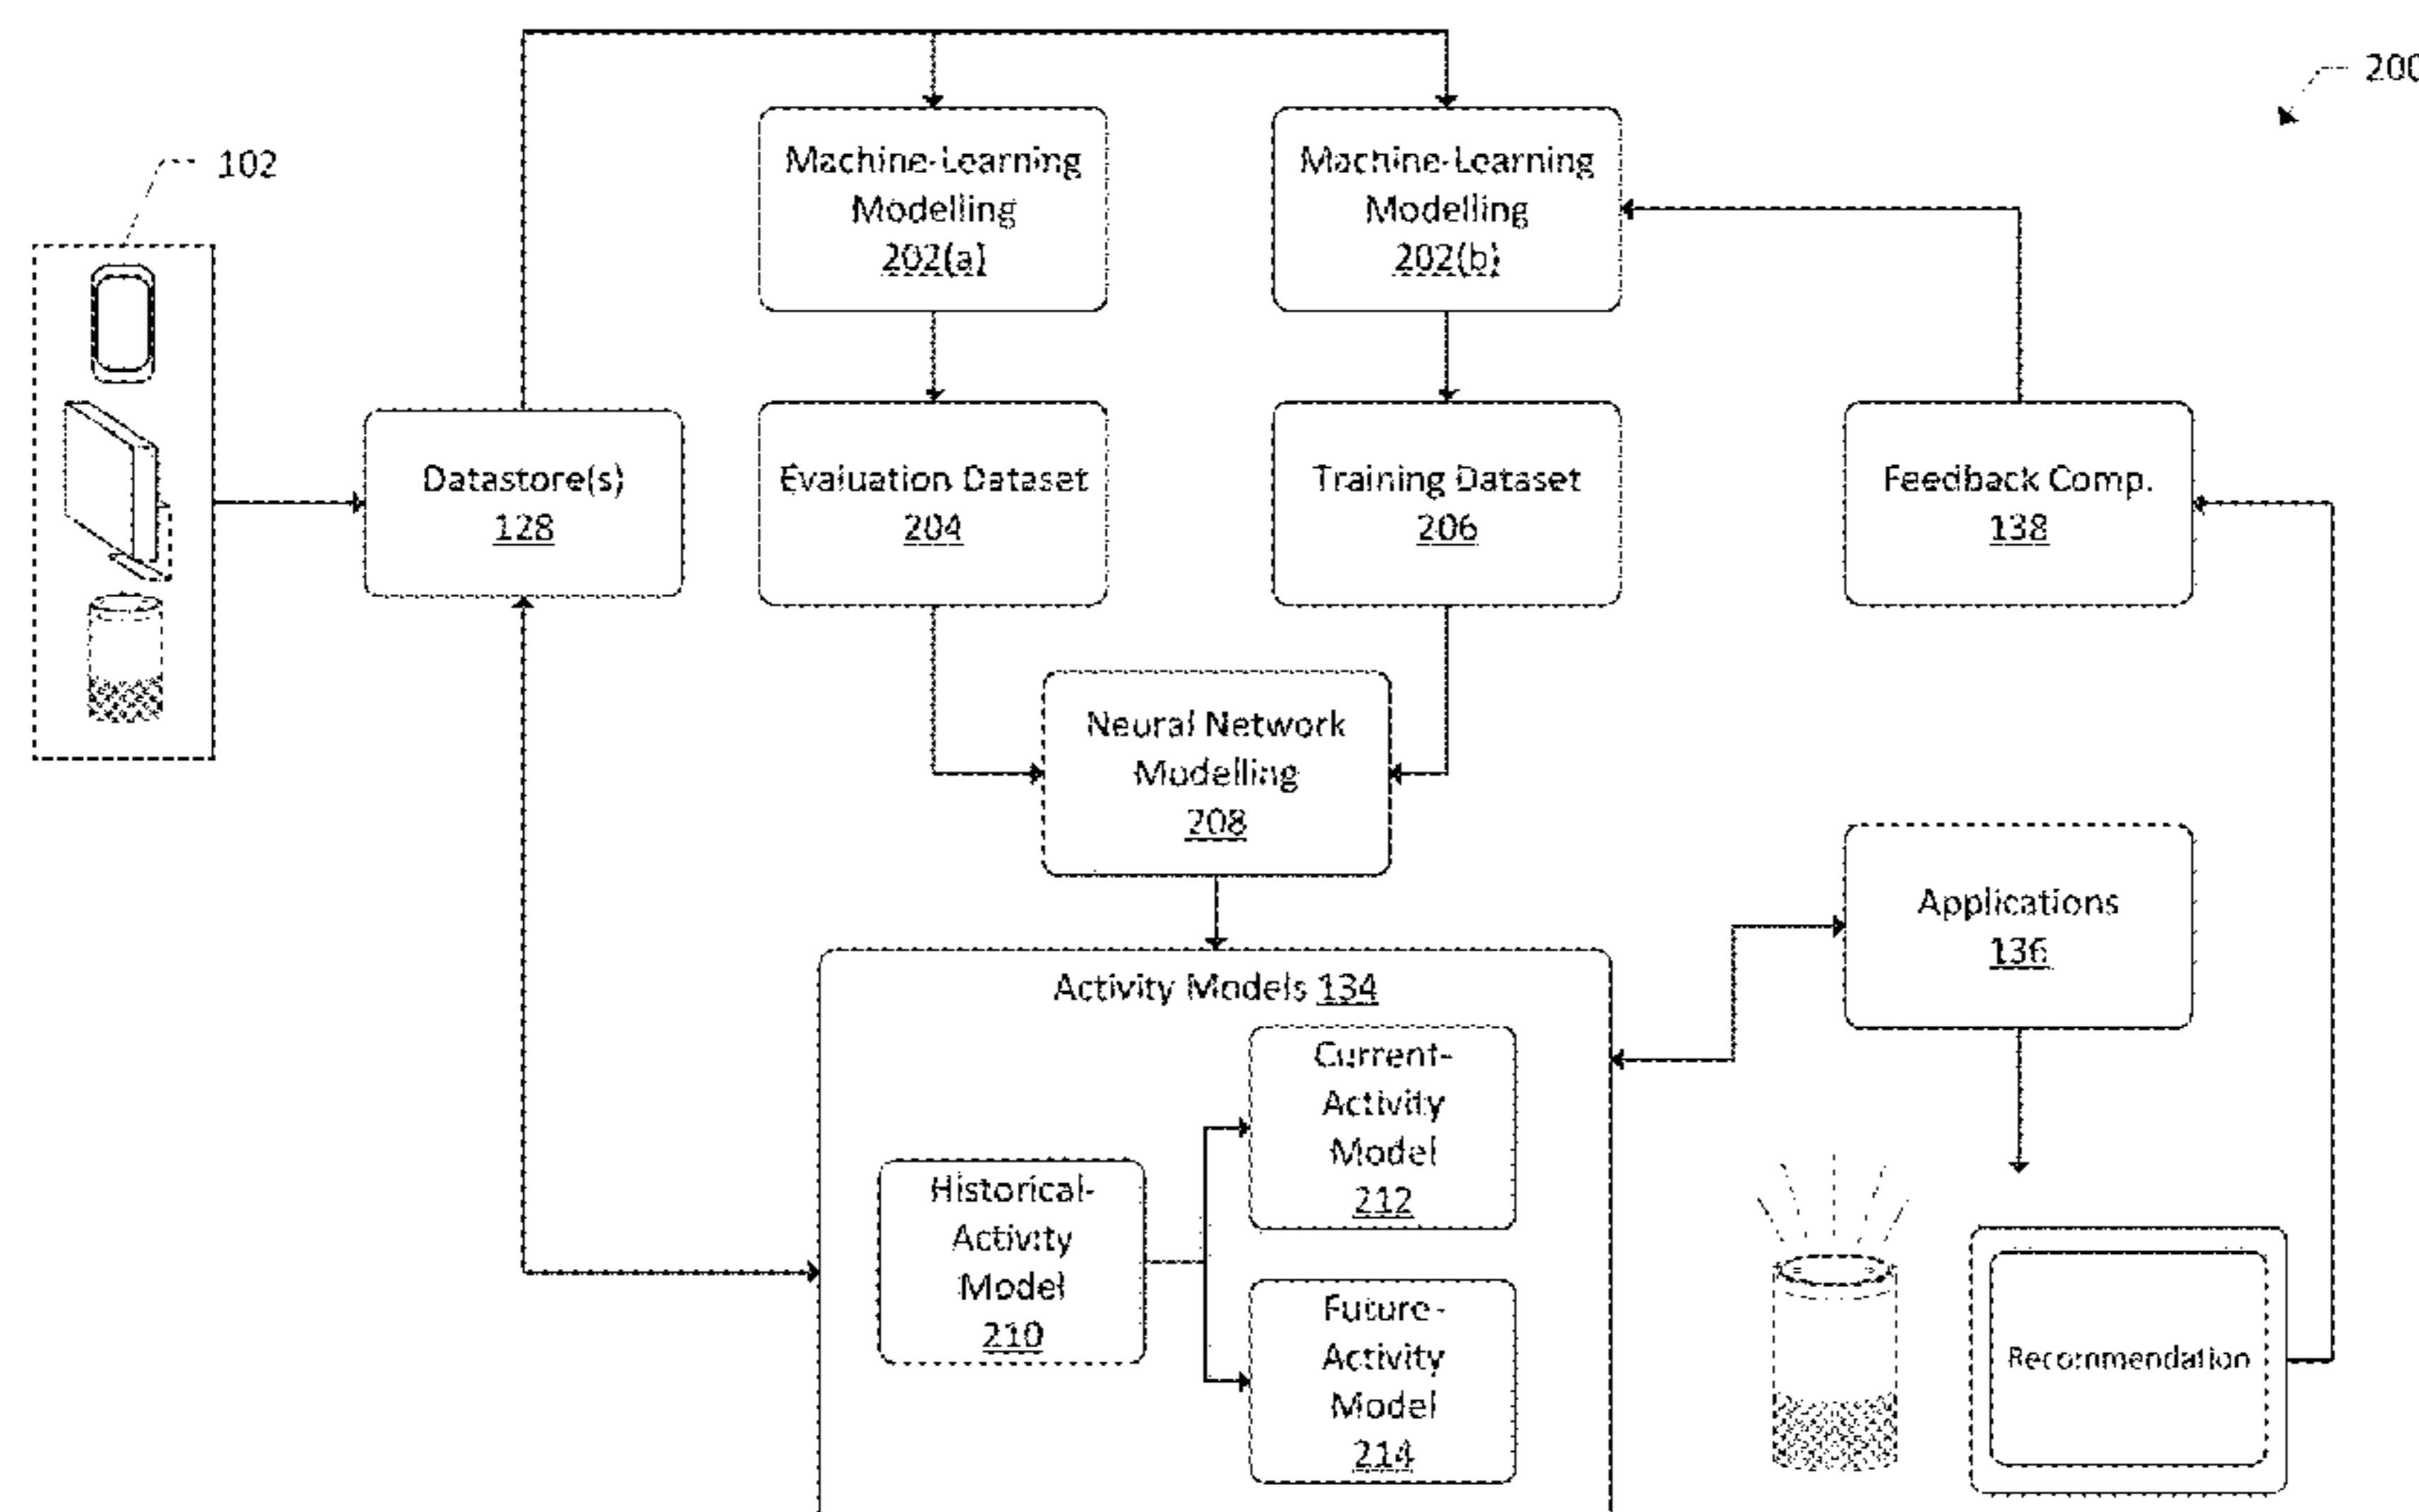 200
102
Machine-Learning
Modelling
202(a)
Machine-Learning
Modelling
202(b)
Datastore(s)
128
Evaluation Dataset
204
Training Dataset
206
Feedback Comp.
138
Neural Network
Modelling
208
Applications
136
Activity Models 134
Current-
Activity
Model
212
Historical-
Activity
Model
210
Future-
Activity
Model
214
Recommendation